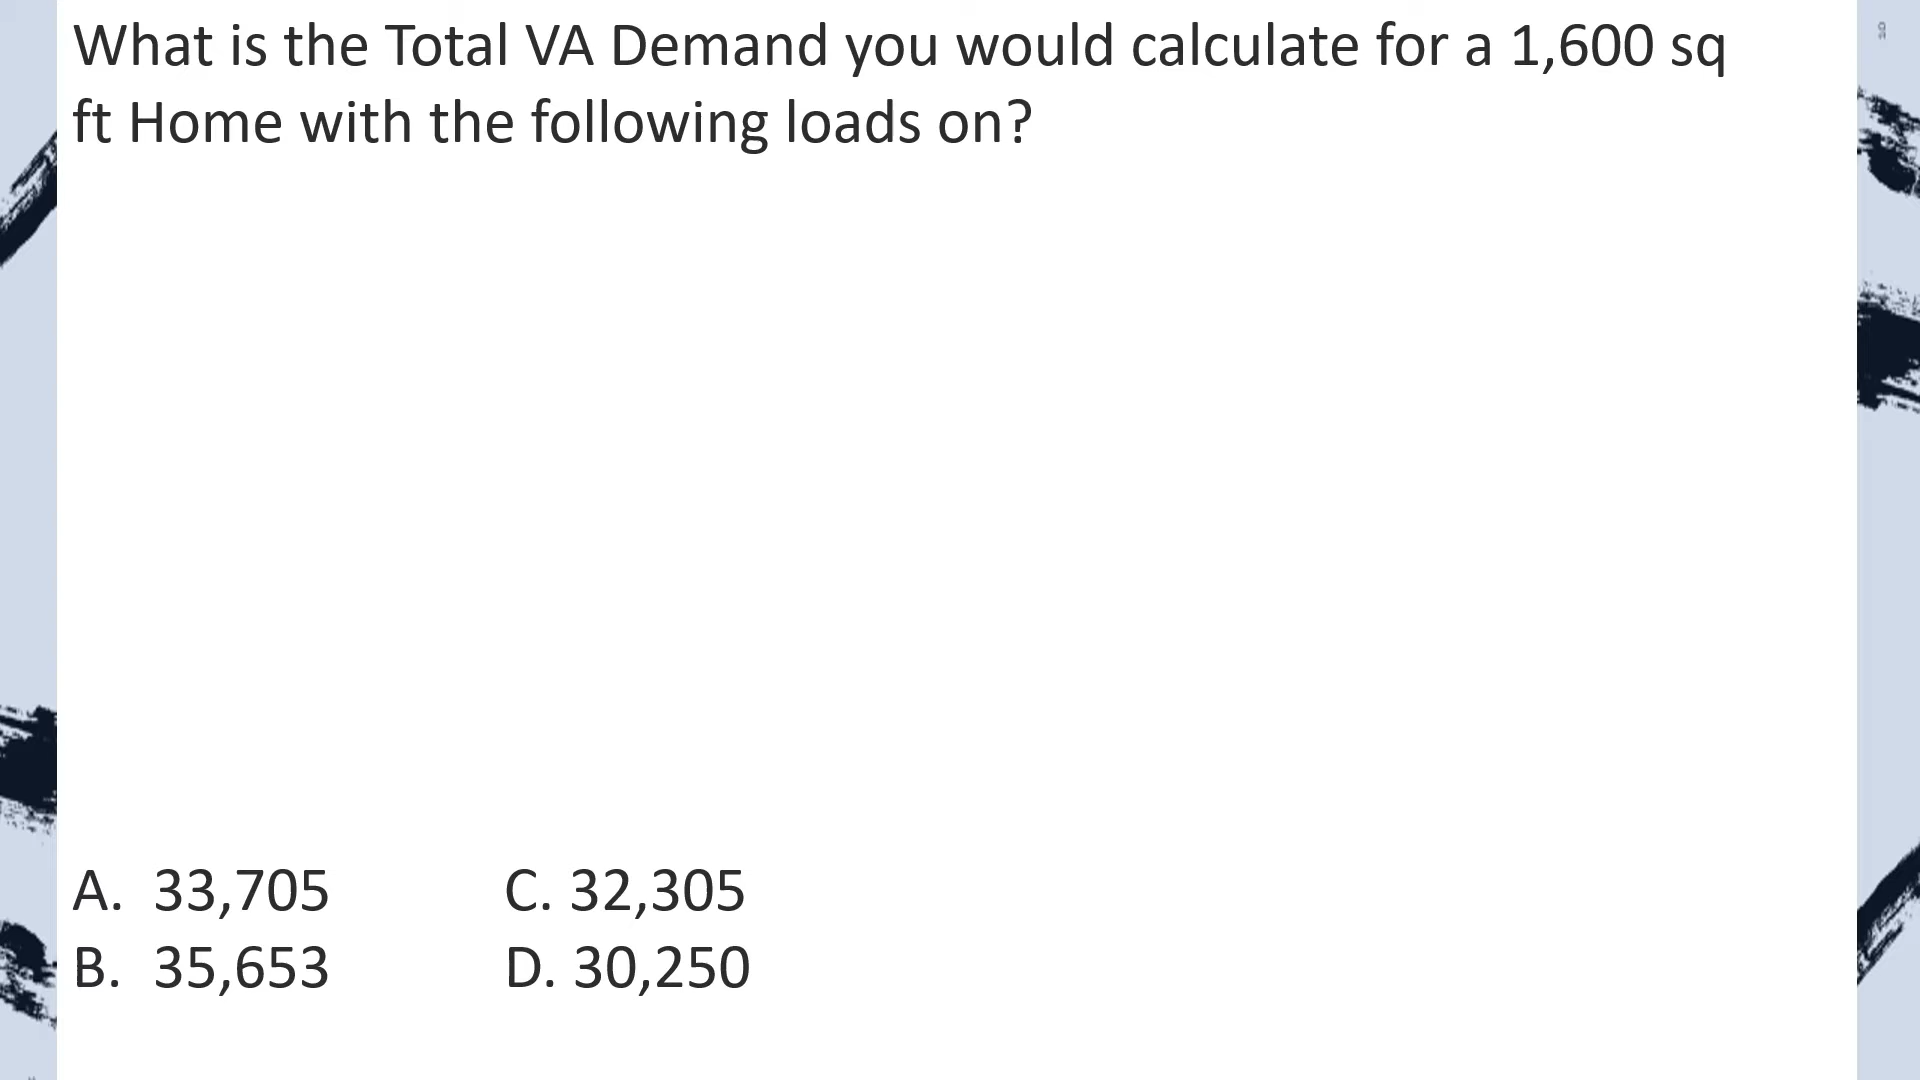 What is the Total VA Demand you would calculate for a 1,600 sq
ft Home with the following loads on?
A. 33,705 C. 32,305
B. 35,653 D. 30,250